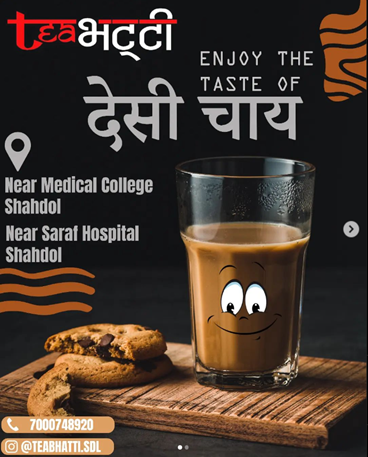 teaभट्टी
ENJOY THE
TASTE OF
देसी चाय
Near Medical College
Shahdol
Near Saraf Hospital
Shahdol
7000748920
@TEABHATTI.SDL